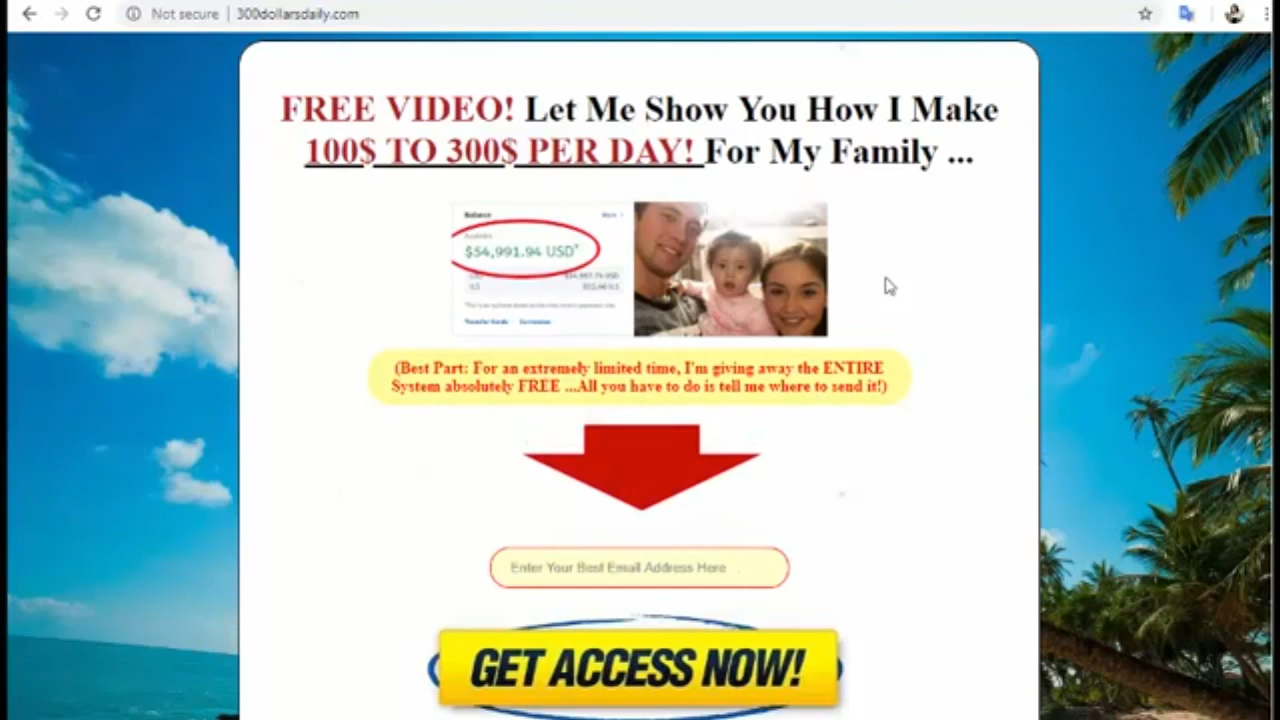 Not secure | 300dollarsdaily.com
FREE VIDEO! Let Me Show You How I Make
100$ TO 300$ PER DAY! For My Family ...
Balance
More
Available
$54,991.94 USD*
(Best Part: For an extremely limited time, I'm giving away the ENTIRE
System absolutely FREE ...All you have to do is tell me where to send it!)
Enter Your Best Email Address Here
GET ACCESS NOW!